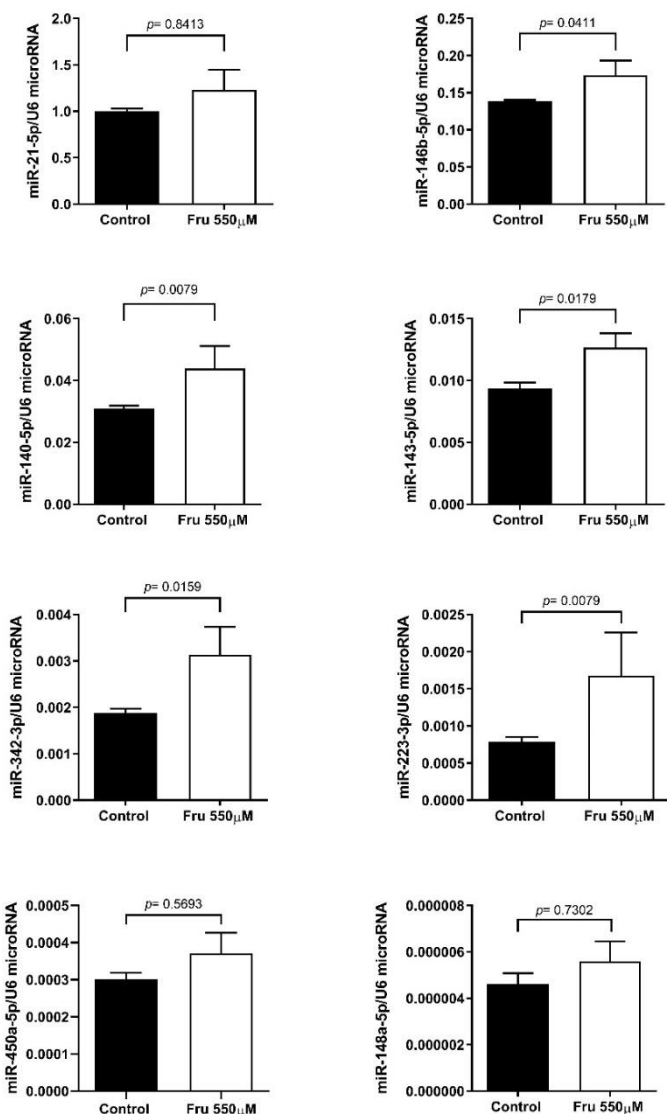 miR-21-5p/U6 microRNA
p= 0.8413
2.0
1.5
1.0
0.5
0.0
Control Fru 550μM
miR-146b-5p/U6 microRNA
p= 0.0411
0.25
0.20
0.15
0.10
0.05
0.00
Control Fru 550μM
miR-140-5p/U6 microRNA
p= 0.0079
0.06
0.04
0.02
0.00
Control Fru 550μM
miR-143-5p/U6 microRNA
p= 0.0179
0.015
0.010
0.005
0.000
Control Fru 550μM
miR-342-3p/U6 microRNA
p= 0.0159
0.004
0.003
0.002
0.001
0.000
Control Fru 550μM
miR-223-3p/U6 microRNA
p= 0.0079
0.0025
0.0020
0.0015
0.0010
0.0005
0.0000
Control Fru 550μM
miR-450a-5p/U6 microRNA
p= 0.5693
0.0005
0.0004
0.0003
0.0002
0.0001
0.0000
Control Fru 550μM
miR-148a-5p/U6 microRNA
p= 0.7302
0.000008
0.000006
0.000004
0.000002
0.000000
Control Fru 550μM